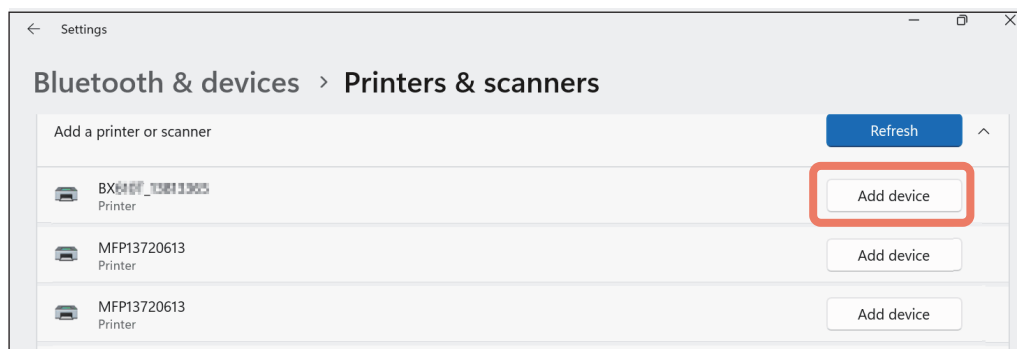 Settings
Bluetooth & devices > Printers & scanners
Add a printer or scanner
Refresh
Add device
Printer
MFP13720613
Add device
Printer
MFP13720613
Add device
Printer